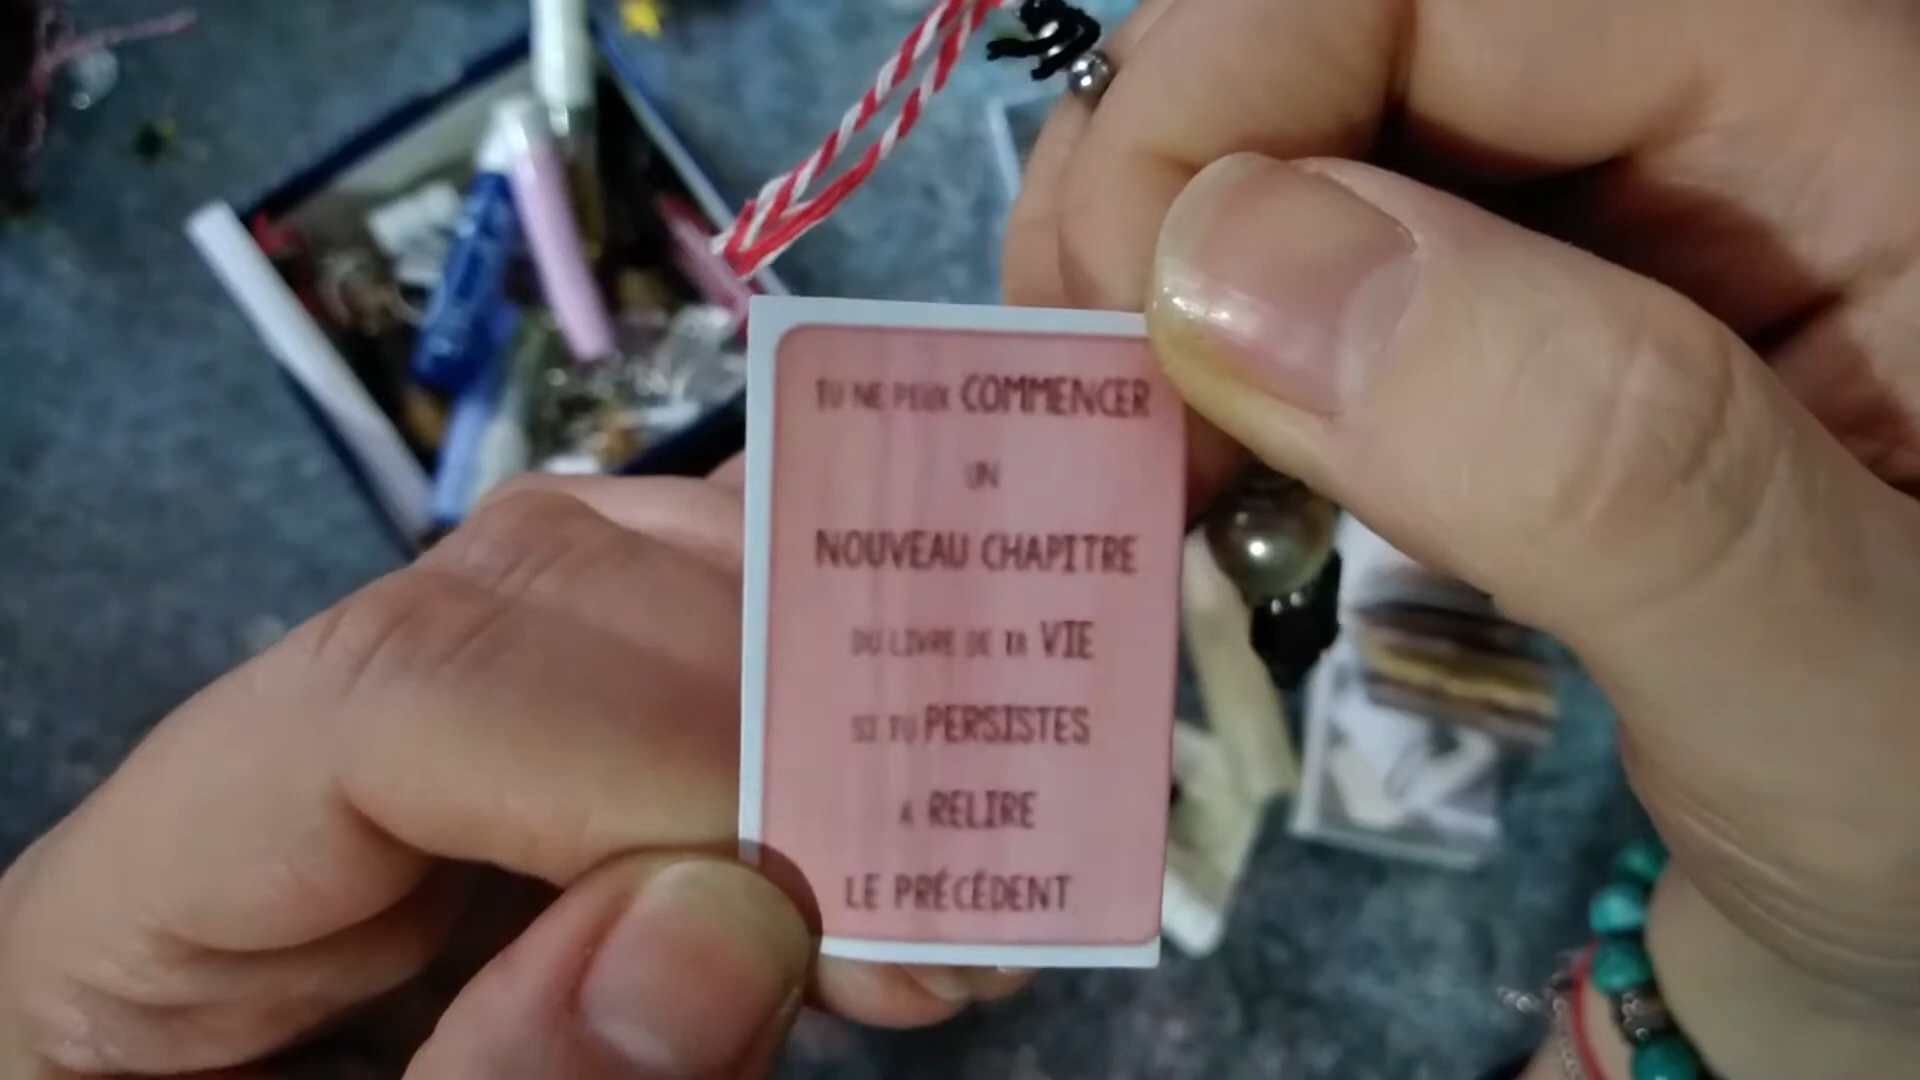 TU NE PEUX COMMENCER
UN
NOUVEAU CHAPITRE
DU LIVRE DE TA VIE
SI TU PERSISTES
À RELIRE
LE PRÉCÉDENT